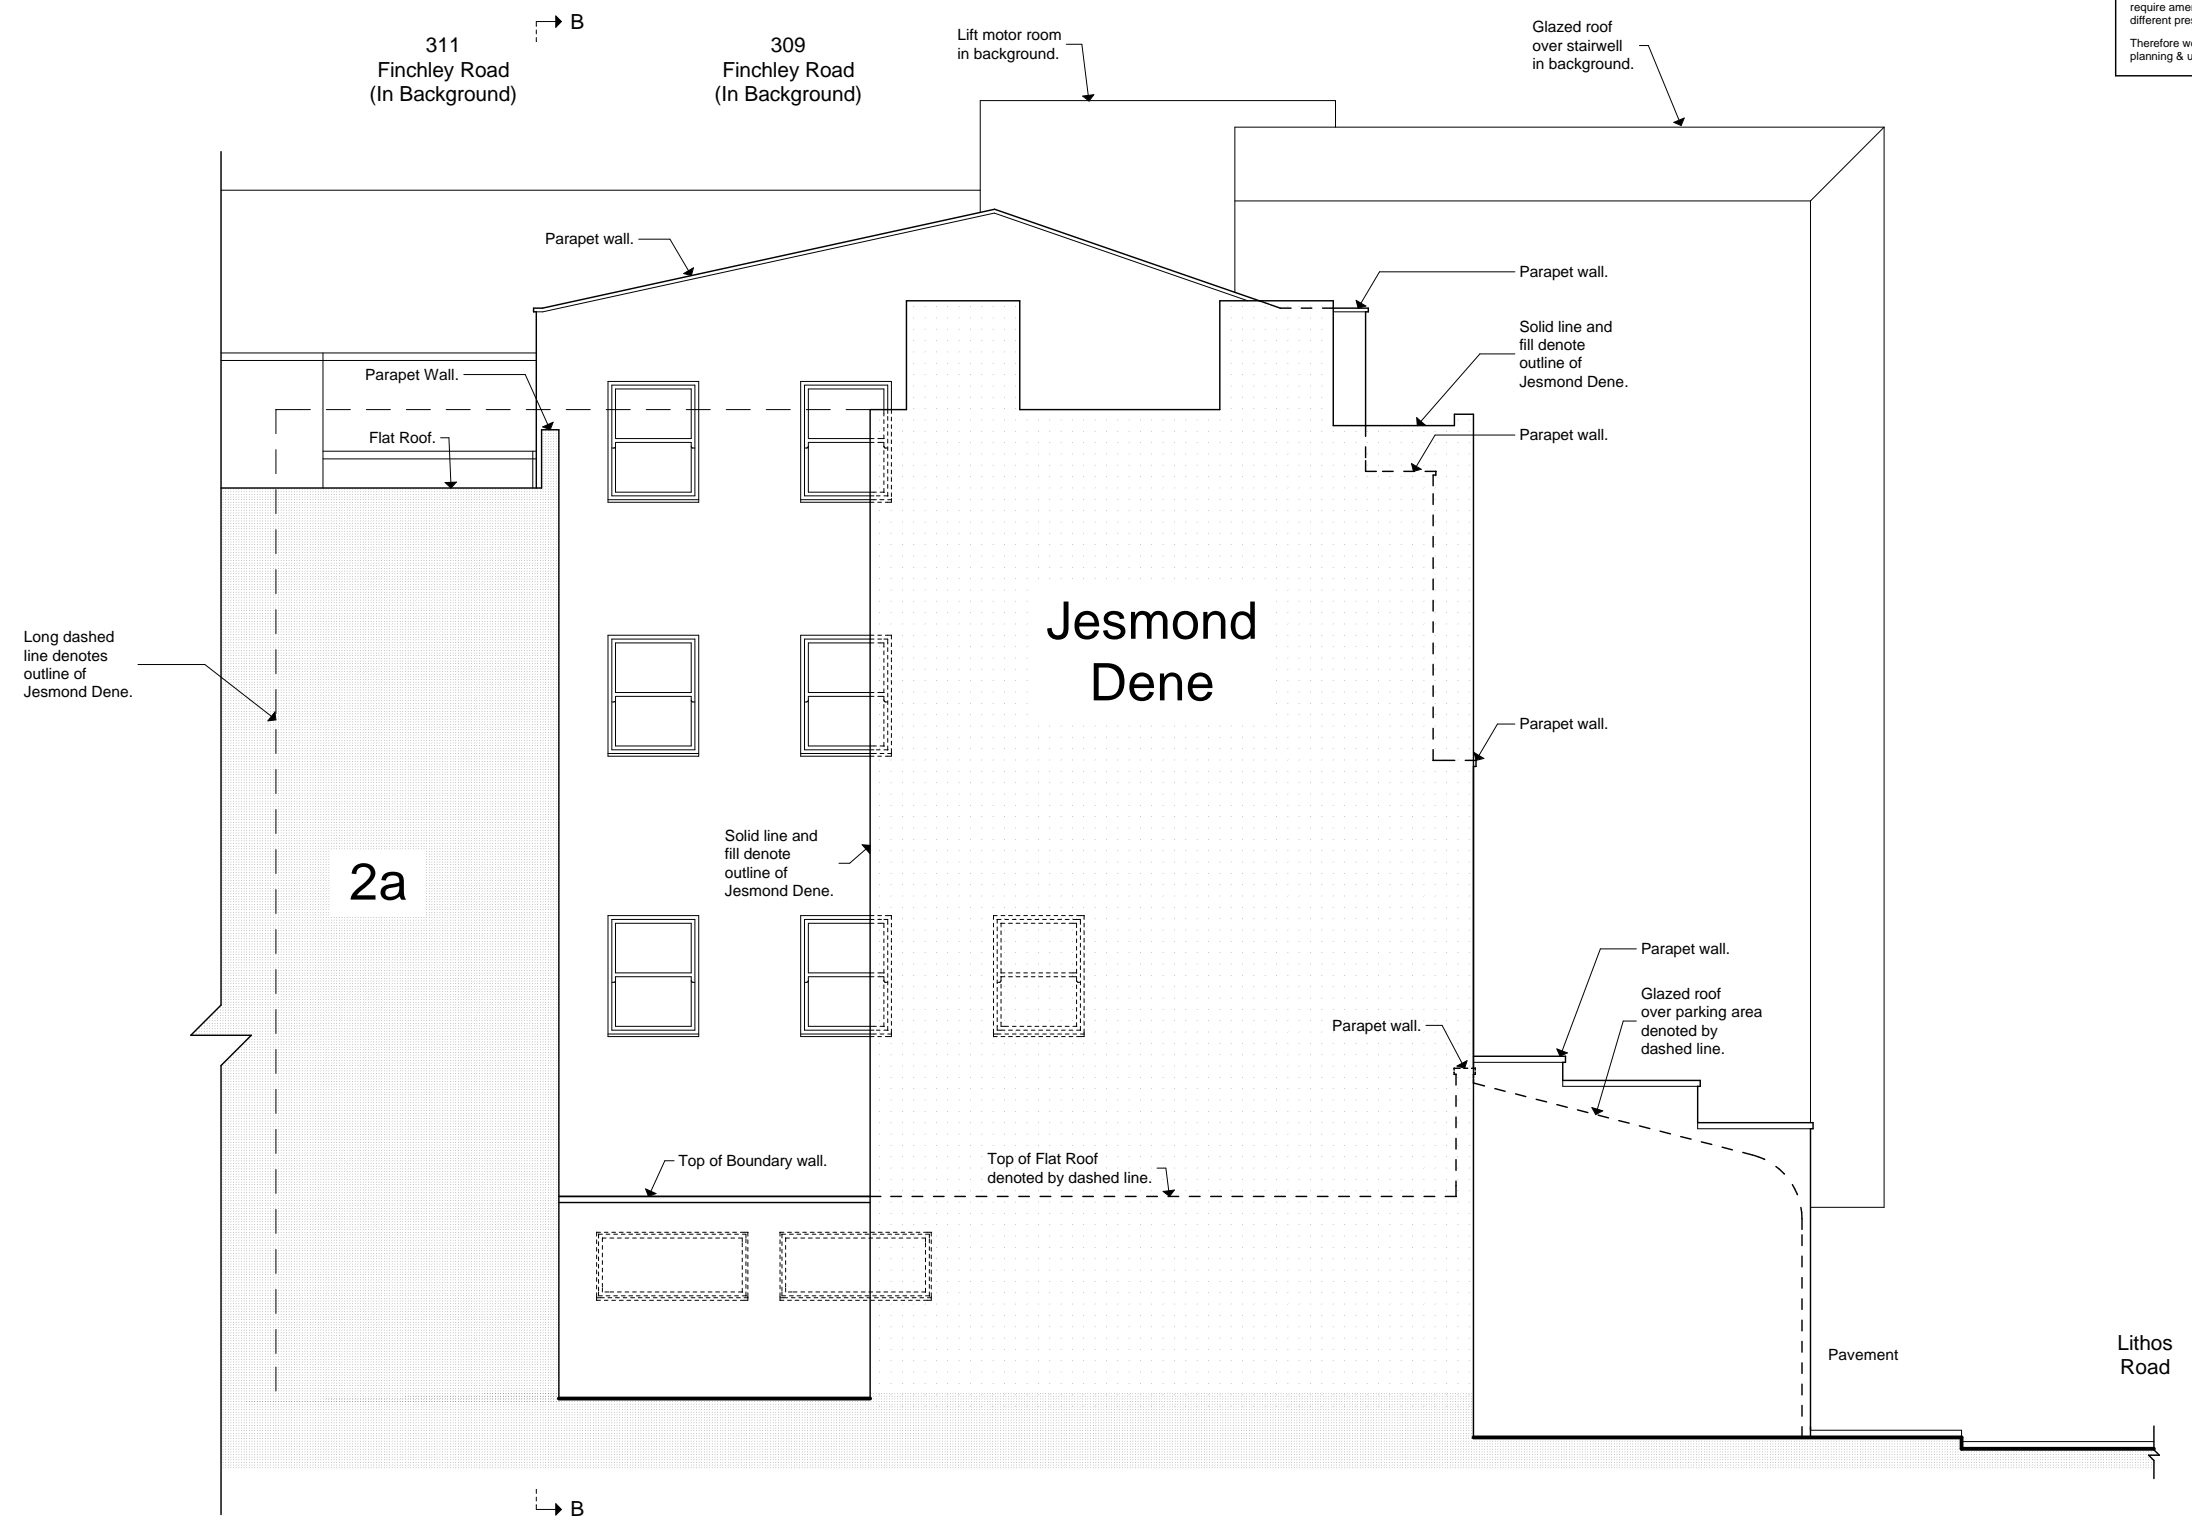 B
311
Finchley Road
(In Background)
309
Finchley Road
(In Background)
Lift motor room
in background.
Glazed roof
over stairwell
in background.
different
Therefore
planning &
Parapet wall.
Parapet wall.
Solid line and
fill denote
outline of
Jesmond Dene.
Parapet Wall.
Flat Roof.
Parapet wall.
Jesmond
Dene
Long dashed
line denotes
outline of
Jesmond Dene.
Parapet wall.
Solid line and
fill denote
outline of
Jesmond Dene.
2a
Parapet wall.
Glazed roof
over parking area
denoted by
dashed line.
Parapet wall.
Top of Boundary wall.
Top of Flat Roof
denoted by dashed line.
Pavement
Lithos
Road
B